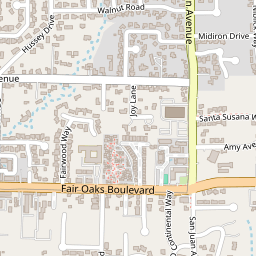 Walnut Road
Hussey Drive
n Avenue
Midiron Drive
enue
Joy Lane
Santa Susana W
Fairwood Way
Amy Ave
Fair Oaks Boulevard
Continental Way
San Juan A